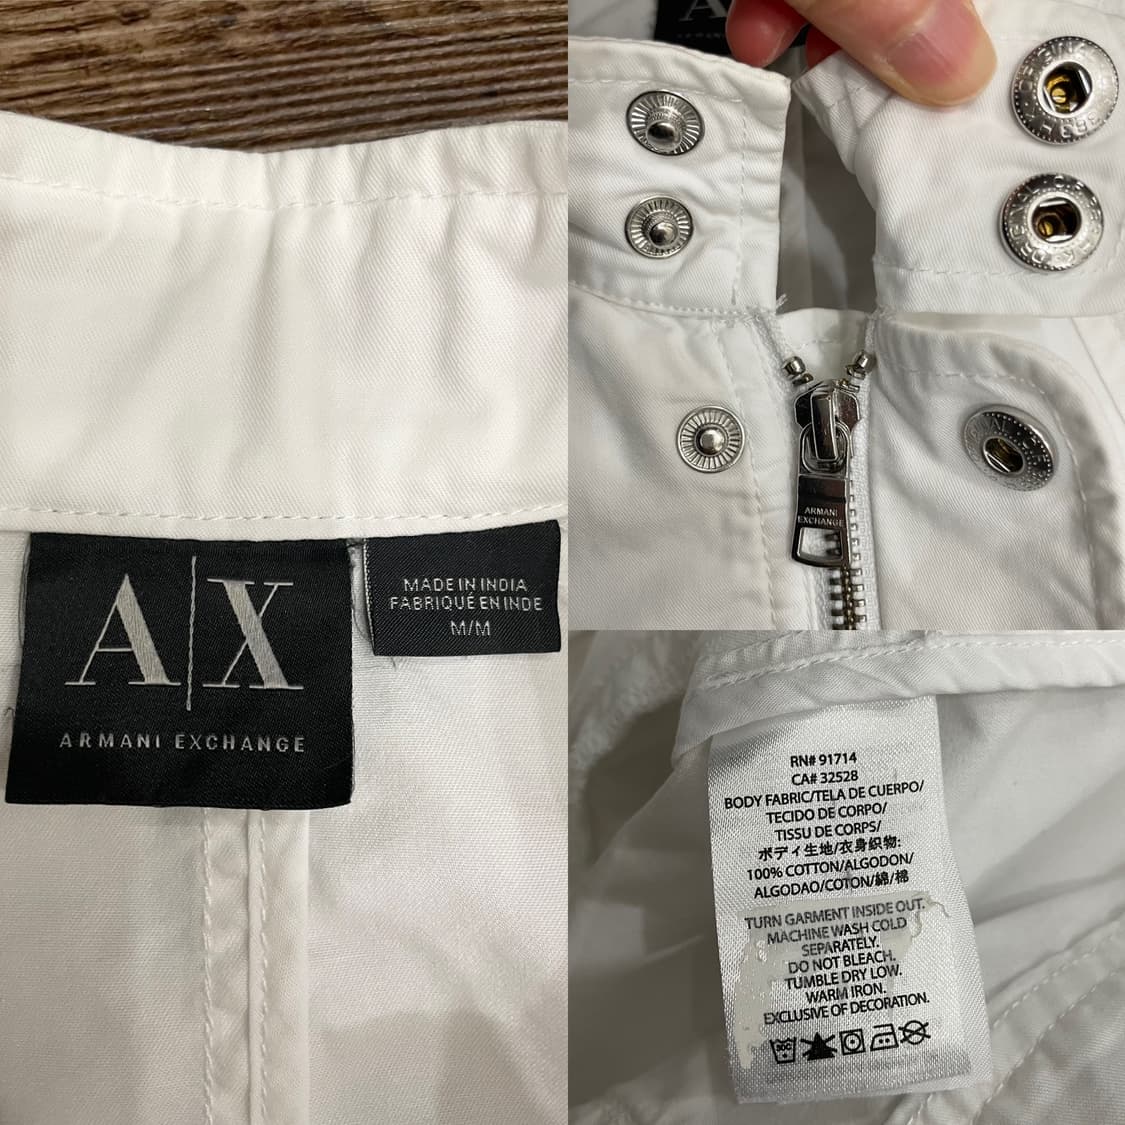 A|X
ARMANI EXCHANGE
MADE IN INDIA
FABRIQUÉ EN INDE
M/M
ARMANI
EXCHANGE
RN# 91714
CA# 32528
BODY FABRIC/TELA DE CUERPO/
TECIDO DE CORPO/
TISSU DE CORPS/
ボディ生地/衣身織物:
100% COTTON/ALGODON/
ALGODAO/COTON/綿/棉
TURN GARMENT INSIDE OUT.
MACHINE WASH COLD
SEPARATELY.
DO NOT BLEACH.
TUMBLE DRY LOW.
WARM IRON.
EXCLUSIVE OF DECORATION.
30C